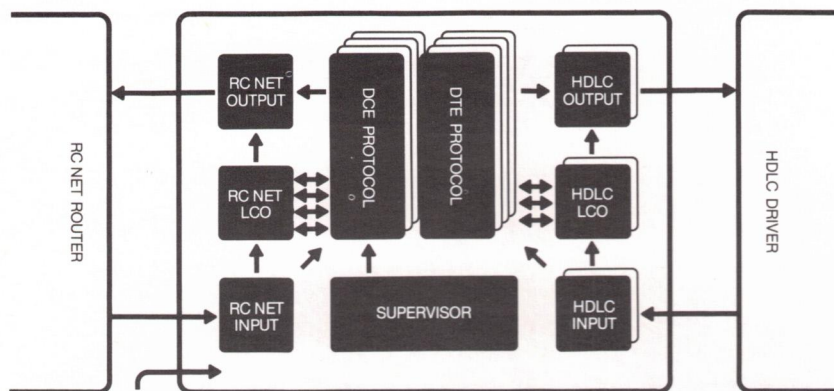 RC NET ROUTER
RC NET
OUTPUT
RC NET
LCO
RC NET
INPUT
DCE PROTOCOL
DTE PROTOCOL
SUPERVISOR
HDLC
OUTPUT
HDLC
LCO
HDLC
INPUT
HDLC DRIVER